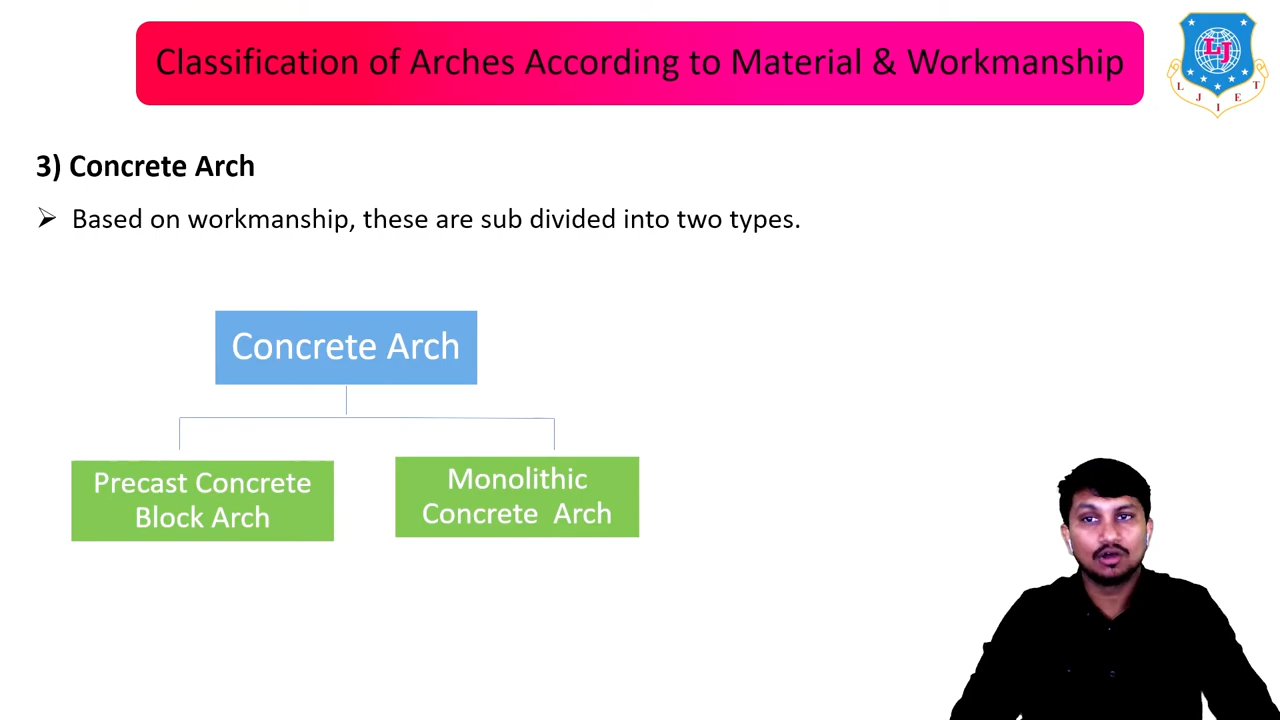 Classification of Arches According to Material & Workmanship
LJ
L J I E T
3) Concrete Arch
➢ Based on workmanship, these are sub divided into two types.
Concrete Arch
Precast Concrete
Block Arch
Monolithic
Concrete Arch